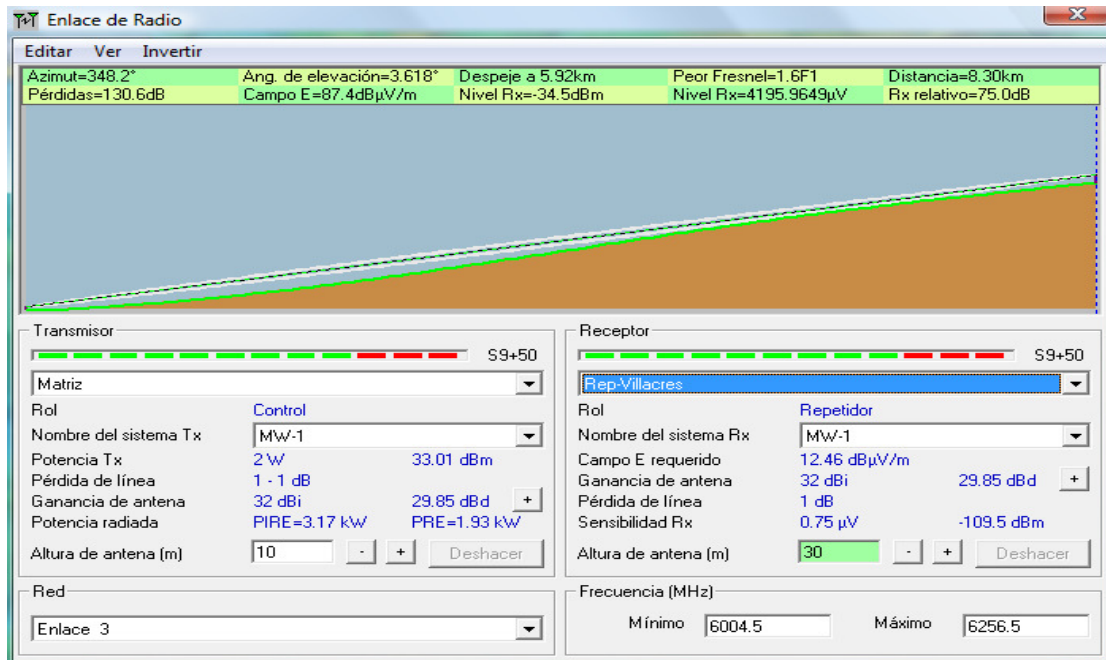 Enlace de Radio
Editar Ver Invertir
Azimut=348.2° Ang. de elevación=3.618° Despeje a 5.92km Peor Fresnel=1.6F1 Distancia=8.30km
Pérdidas=130.6dB Campo E=87.4dBµV/m Nivel Rx=-34.5dBm Nivel Rx=4195.9649µV Rx relativo=75.0dB
Transmisor
S9+50
Matriz
Rol Control
Nombre del sistema Tx MW-1
Potencia Tx 2 W 33.01 dBm
Pérdida de línea 1 - 1 dB
Ganancia de antena 32 dBi 29.85 dBd +
Potencia radiada PIRE=3.17 kW PRE=1.93 kW
Altura de antena (m) 10 - + Deshacer
Receptor
S9+50
Rep-Villacres
Rol Repetidor
Nombre del sistema Rx MW-1
Campo E requerido 12.46 dBµV/m
Ganancia de antena 32 dBi 29.85 dBd +
Pérdida de línea 1 dB
Sensibilidad Rx 0.75 µV -109.5 dBm
Altura de antena (m) 30 - + Deshacer
Red
Enlace 3
Frecuencia (MHz)
Mínimo 6004.5 Máximo 6256.5